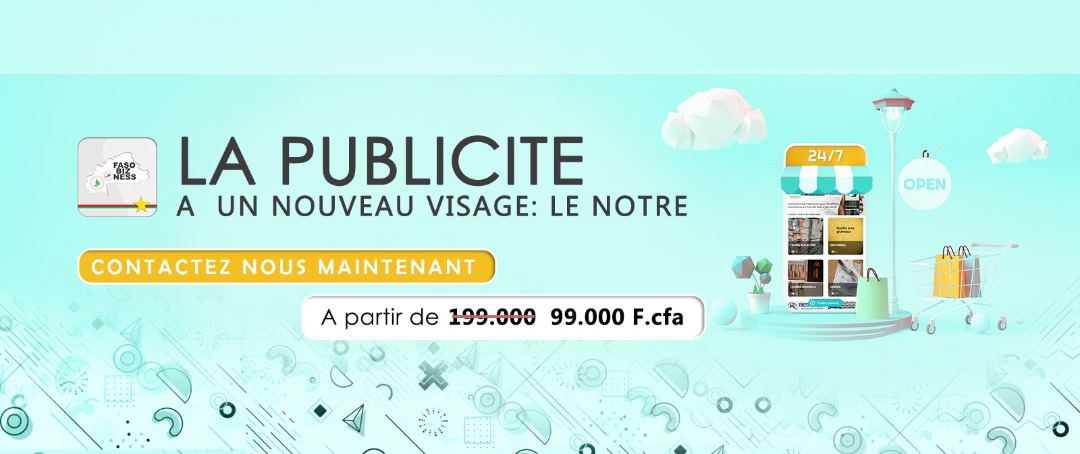 FASO
BIZ
NESS
LA PUBLICITE
A UN NOUVEAU VISAGE: LE NOTRE
CONTACTEZ NOUS MAINTENANT
A partir de 199.000 99.000 F.cfa
24/7
OPEN